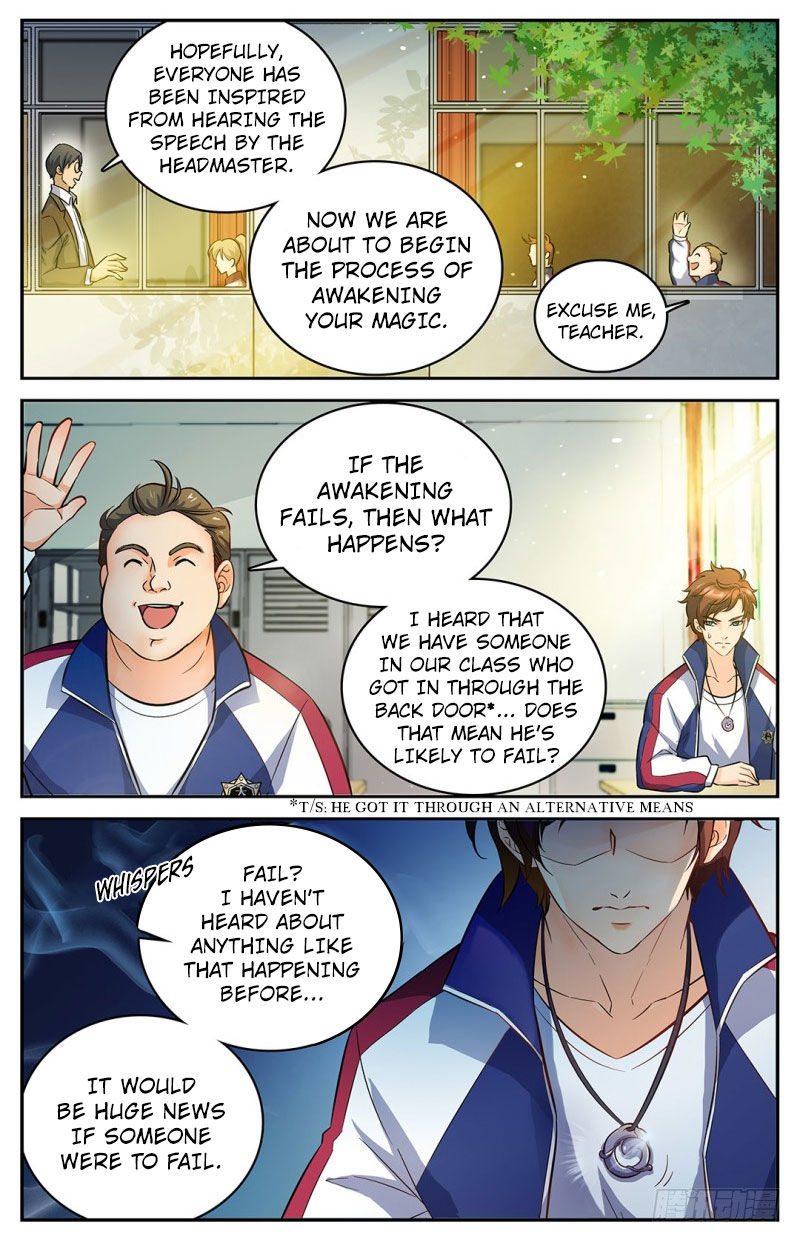 HOPEFULLY,
EVERYONE HAS
BEEN INSPIRED
FROM HEARING THE
SPEECH BY THE
HEADMASTER.
NOW WE ARE
ABOUT TO BEGIN
THE PROCESS OF
AWAKENING
YOUR MAGIC.
EXCUSE ME,
TEACHER.
IF THE
AWAKENING
FAILS, THEN WHAT
HAPPENS?
I HEARD THAT
WE HAVE SOMEONE
IN OUR CLASS WHO
GOT IN THROUGH THE
BACK DOOR*... DOES
THAT MEAN HE'S
LIKELY TO FAIL?
*T/S: HE GOT IT THROUGH AN ALTERNATIVE MEANS
WHISPERS
FAIL?
I HAVEN'T
HEARD ABOUT
ANYTHING LIKE
THAT HAPPENING
BEFORE...
IT WOULD
BE HUGE NEWS
IF SOMEONE
WERE TO FAIL.
腾讯动漫